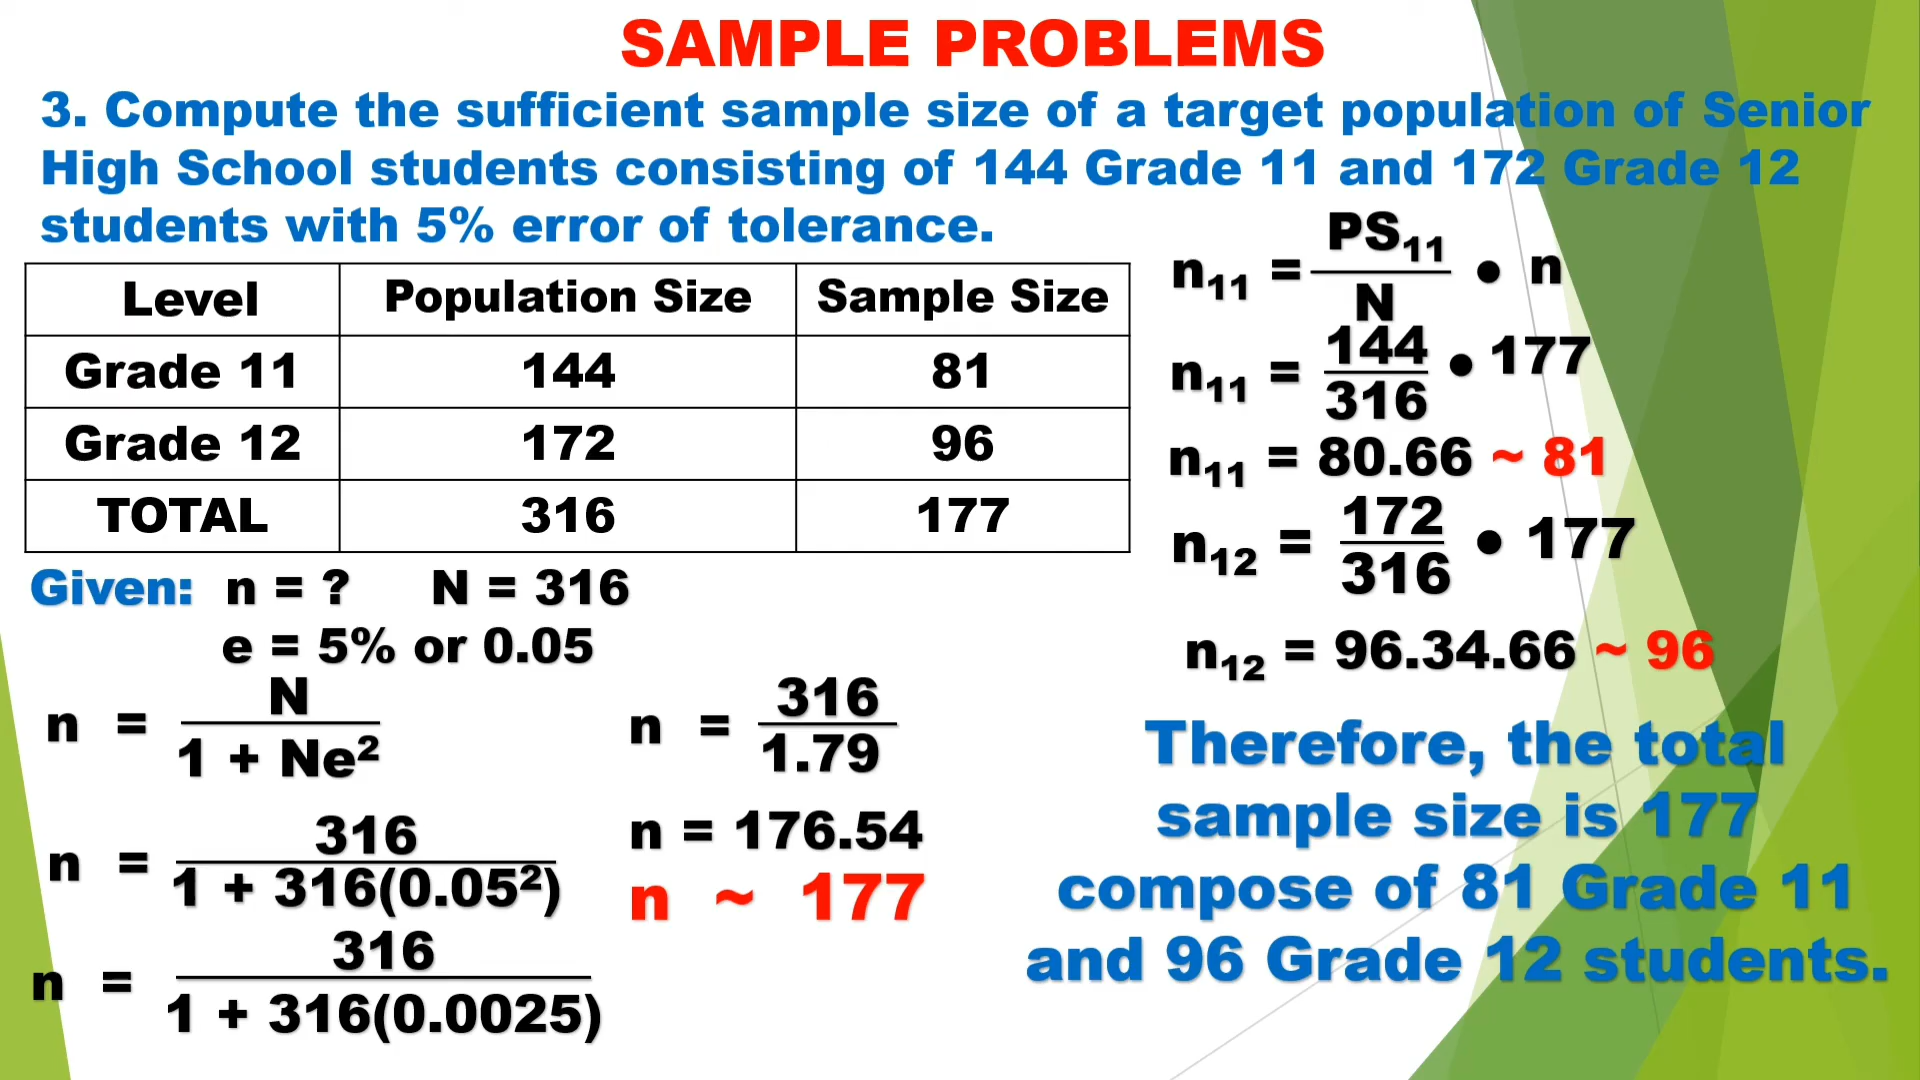 SAMPLE PROBLEMS
3. Compute the sufficient sample size of a target population of Senior
High School students consisting of 144 Grade 11 and 172 Grade 12
students with 5% error of tolerance.
Level Population Size Sample Size
Grade 11 144 81
Grade 12 172 96
TOTAL 316 177
Given: n = ? N = 316
e = 5% or 0.05
n = N
1 + Ne²
n = 316
1 + 316(0.05²)
n = 316
1 + 316(0.0025)
n = 316
1.79
n = 176.54
n ~ 177
n₁₁ = PS₁₁ • n
N
n₁₁ = 144 • 177
316
n₁₁ = 80.66 ~ 81
n₁₂ = 172 • 177
316
n₁₂ = 96.34.66 ~ 96
Therefore, the total
sample size is 177
compose of 81 Grade 11
and 96 Grade 12 students.